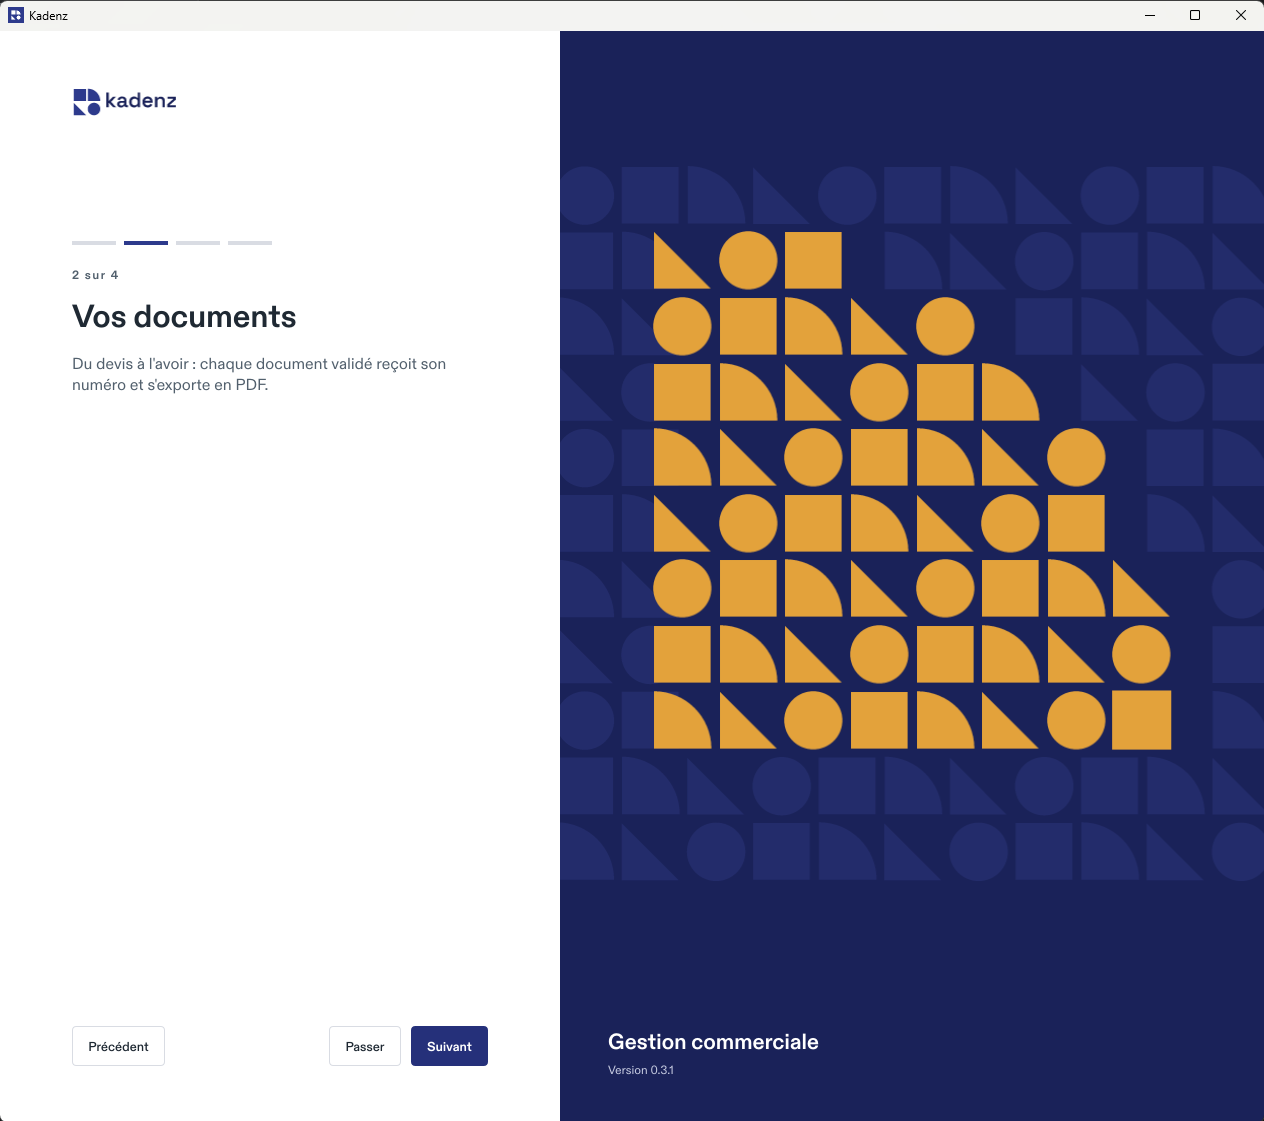 Kadenz
kadenz
2 sur 4
Vos documents
Du devis à l'avoir : chaque document validé reçoit son
numéro et s'exporte en PDF.
Précédent
Passer
Suivant
Gestion commerciale
Version 0.3.1